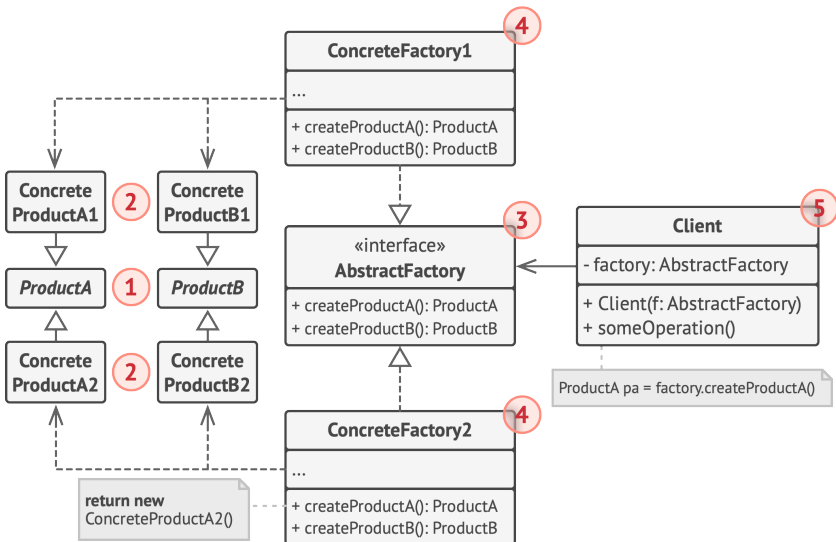 4
ConcreteFactory1
...
+ createProductA(): ProductA
+ createProductB(): ProductB
Concrete
ProductA1
2
Concrete
ProductB1
3
«interface»
AbstractFactory
+ createProductA(): ProductA
+ createProductB(): ProductB
5
Client
- factory: AbstractFactory
+ Client(f: AbstractFactory)
+ someOperation()
ProductA
1
ProductB
Concrete
ProductA2
2
Concrete
ProductB2
ProductA pa = factory.createProductA()
4
ConcreteFactory2
...
+ createProductA(): ProductA
+ createProductB(): ProductB
return new
ConcreteProductA2()